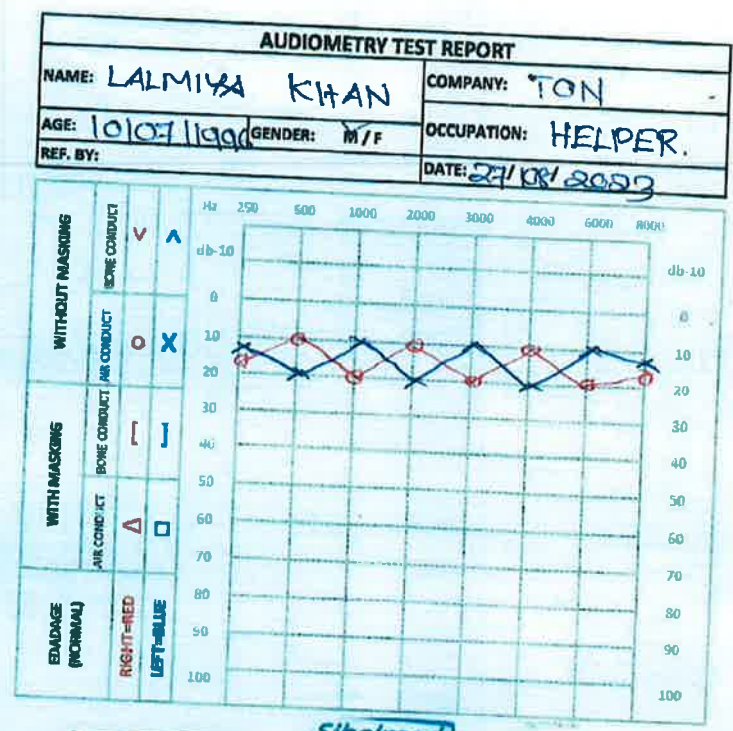 AUDIOMETRY TEST REPORT
NAME: LALMIYA KHAN
COMPANY: TON
AGE: 10/07/1996 GENDER: M / F
OCCUPATION: HELPER.
REF. BY:
DATE: 27/08/2023
WITHOUT MASKING
BONE CONDUCT
AIR CONDUCT
WITH MASKING
BONE CONDUCT
AIR CONDUCT
EDADAGE (NORMAL)
RIGHT=RED
LEFT=BLUE
Hz 250 500 1000 2000 3000 4000 6000 8000
db-10 db-10
0 0
10 10
20 20
30 30
40 40
50 50
60 60
70 70
80 80
90 90
100 100